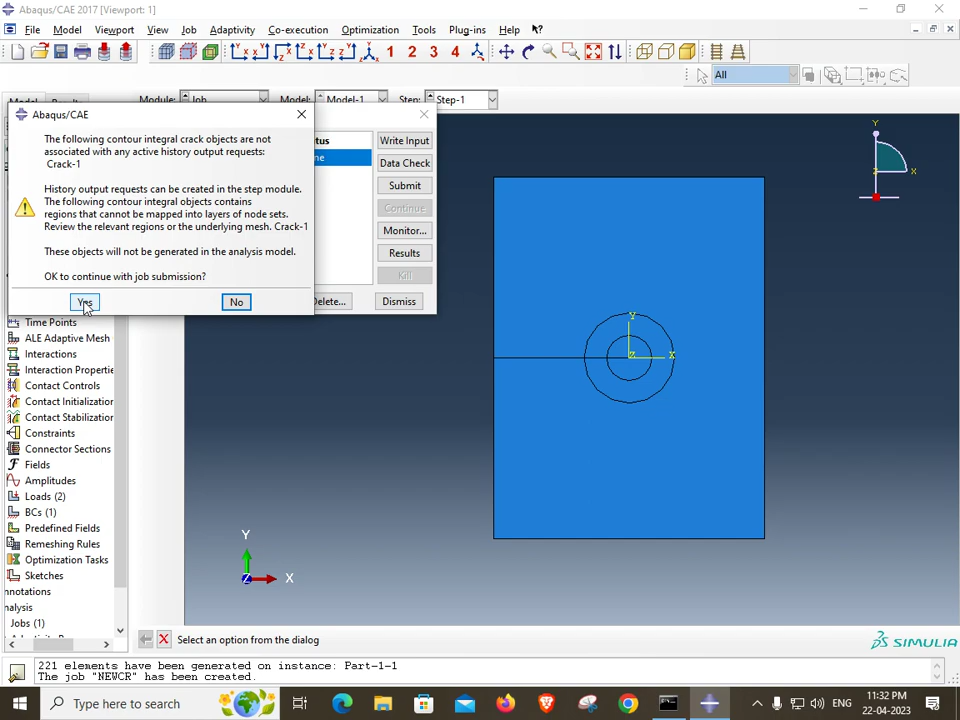 Abaqus/CAE 2017 [Viewport: 1]
File Model Viewport View Job Adaptivity Co-execution Optimization Tools Plug-ins Help
1 2 3 4
All
Module: Job Model: Model-1 Step: Step-1
Abaqus/CAE
The following contour integral crack objects are not
associated with any active history output requests:
Crack-1
History output requests can be created in the step module.
The following contour integral objects contains
regions that cannot be mapped into layers of node sets.
Review the relevant regions or the underlying mesh. Crack-1
These objects will not be generated in the analysis model.
OK to continue with job submission?
Yes No
tus
ne
Write Input
Data Check
Submit
Continue
Monitor...
Results
Kill
Delete... Dismiss
Time Points
ALE Adaptive Mesh
Interactions
Interaction Propertie
Contact Controls
Contact Initialization
Contact Stabilization
Constraints
Connector Sections
Fields
Amplitudes
Loads (2)
BCs (1)
Predefined Fields
Remeshing Rules
Optimization Tasks
Sketches
nnotations
nalysis
Jobs (1)
Y
X
Z
Y
X
Z
Y
X
Z
Select an option from the dialog
SIMULIA
221 elements have been generated on instance: Part-1-1
The job "NEWCR" has been created.
Type here to search
ENG
11:32 PM
22-04-2023